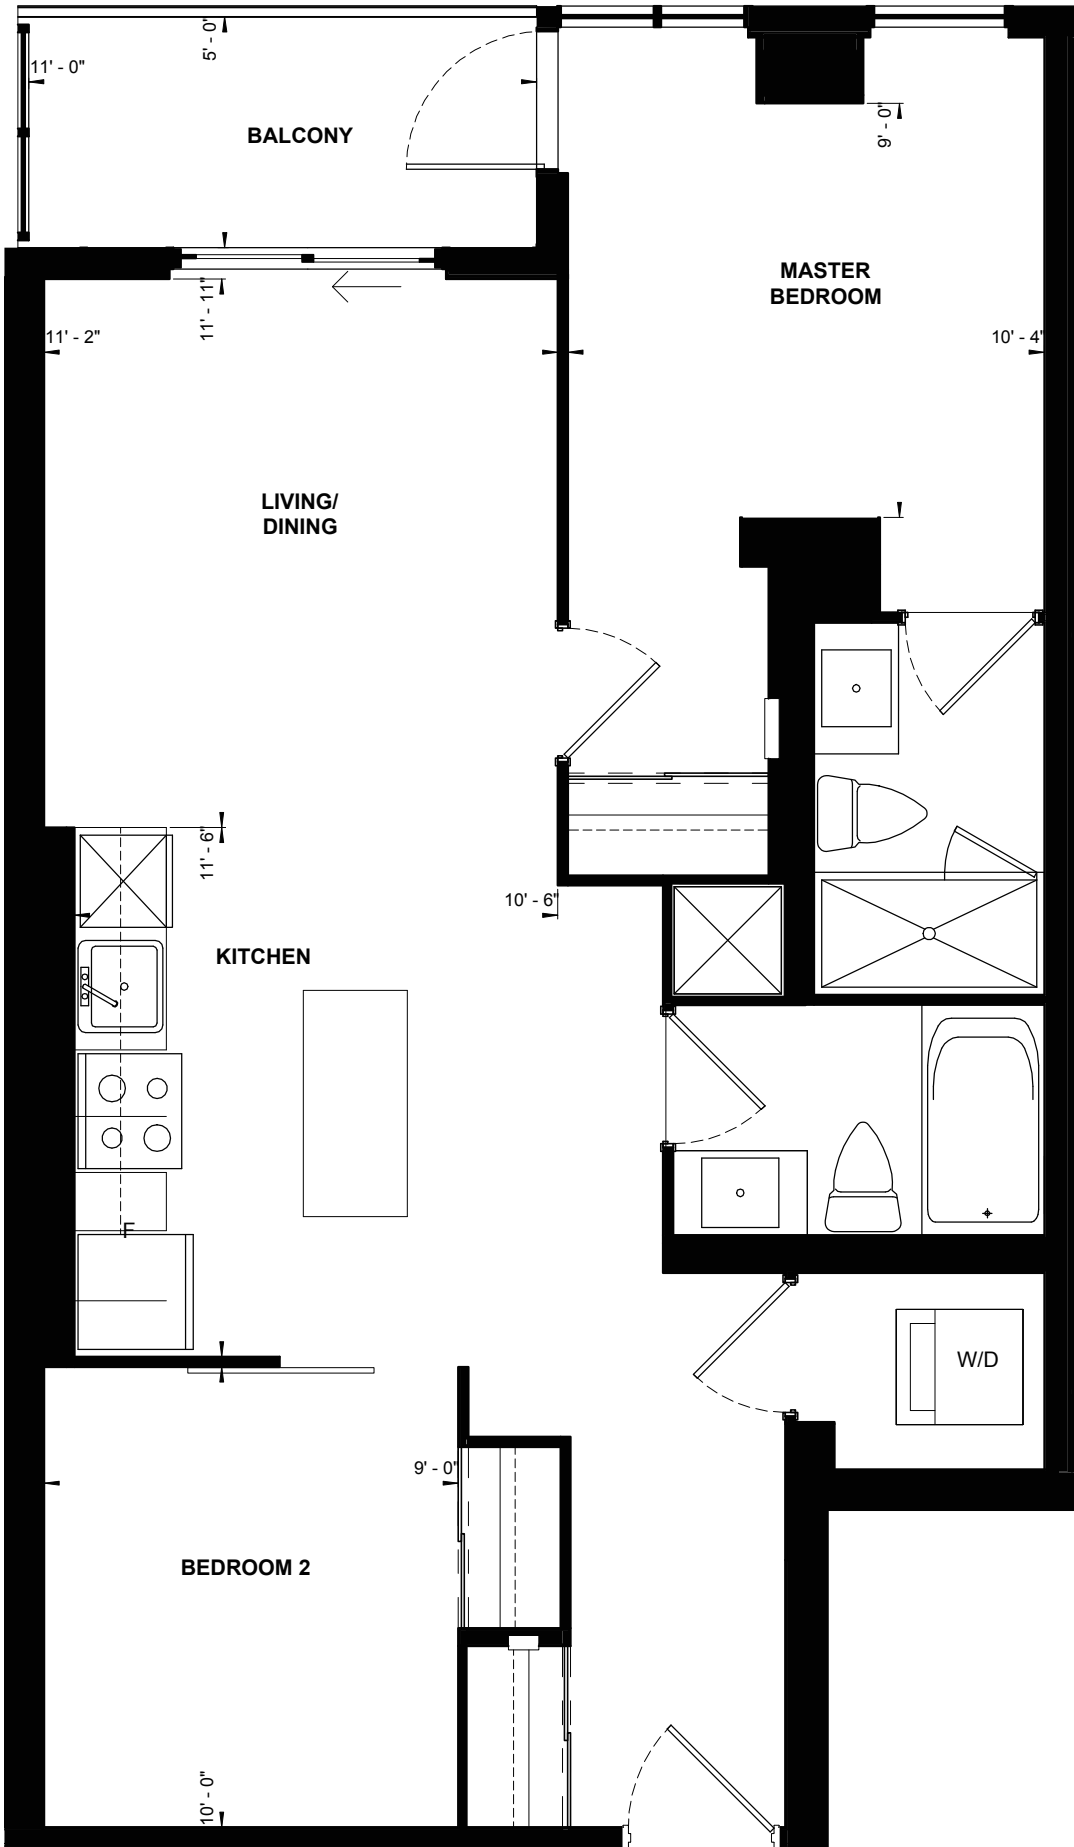 5' - 0"
11' - 0"
BALCONY
9' - 0"
MASTER
BEDROOM
11' - 11"
11' - 2"
10' - 4"
LIVING/
DINING
11' - 6"
10' - 6"
KITCHEN
F
W/D
9' - 0"
BEDROOM 2
10' - 0"